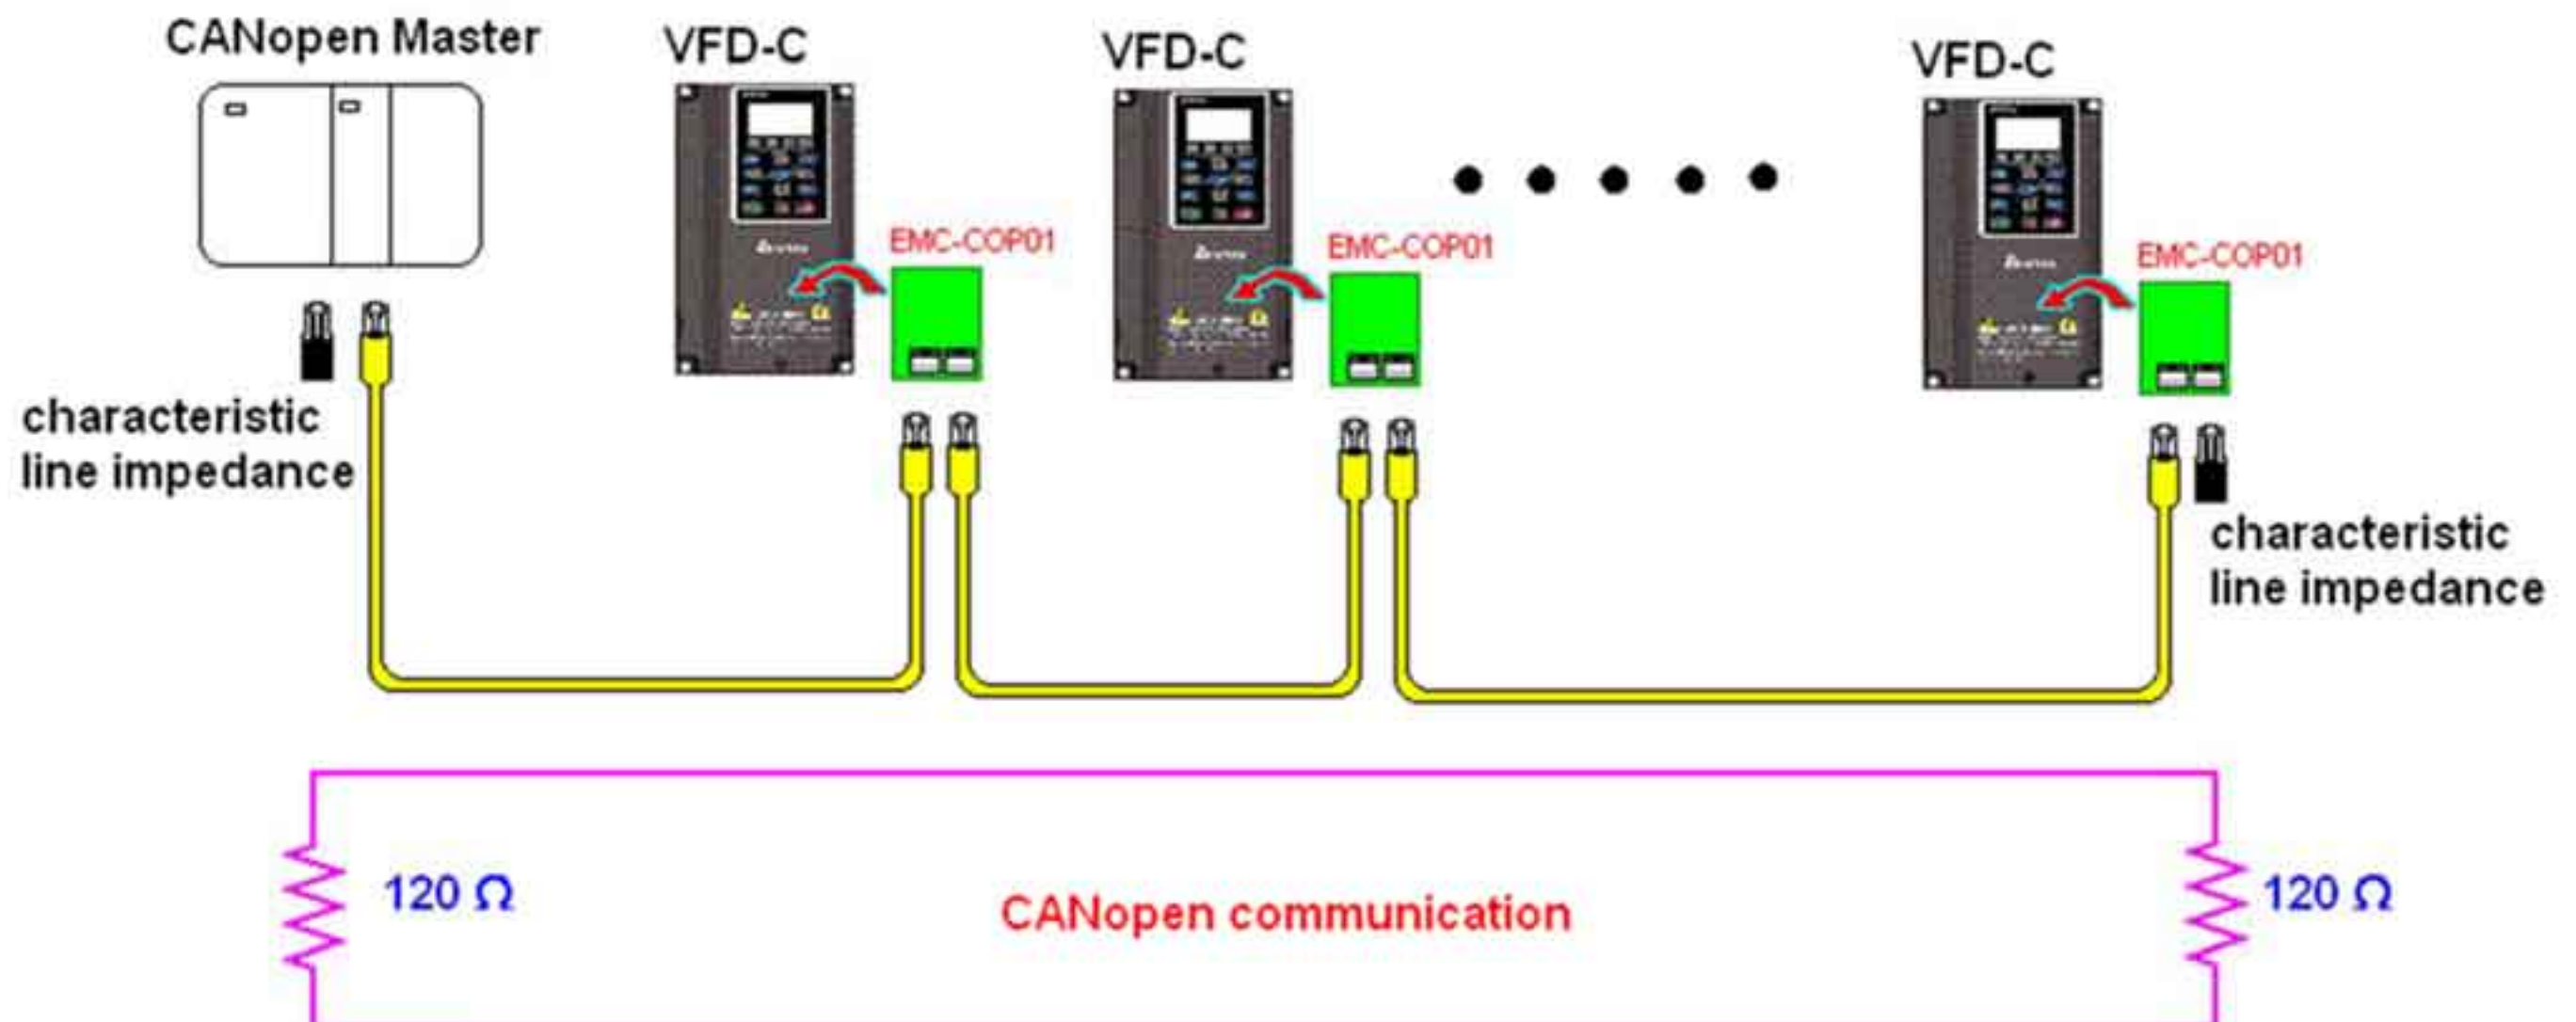 CANopen Master
VFD-C
VFD-C
VFD-C
EMC-COP01
EMC-COP01
EMC-COP01
characteristic
line impedance
characteristic
line impedance
120 Ω
CANopen communication
120 Ω